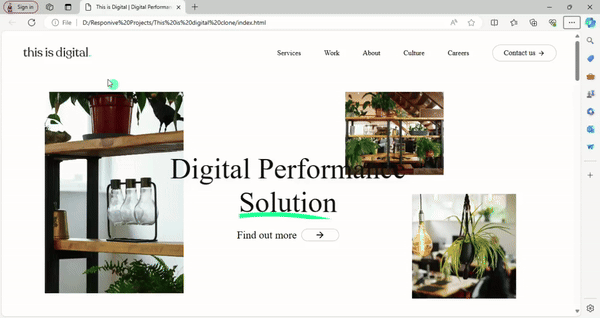 Sign in
This is Digital | Digital Performan
File
D:/Responive%20Projects/This%20is%20digital%20clone/index.html
this is digital.
Services
Work
About
Culture
Careers
Contact us →
Digital Performance
Solution
Find out more →